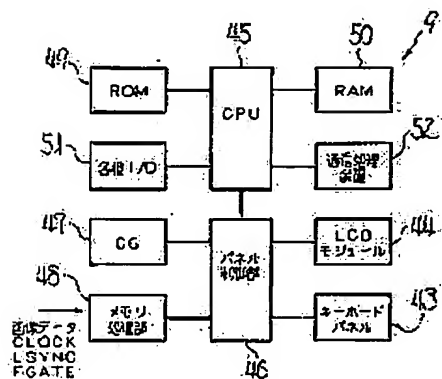 45
50
9
49
ROM
CPU
RAM
51
52
各種 I/O
通信処理
装置
47
44
CG
パネル
制御部
LCD
モジュール
48
43
メモリ
処理部
キーボード
パネル
画像データ
CLOCK
LSYNC
FGATE
46